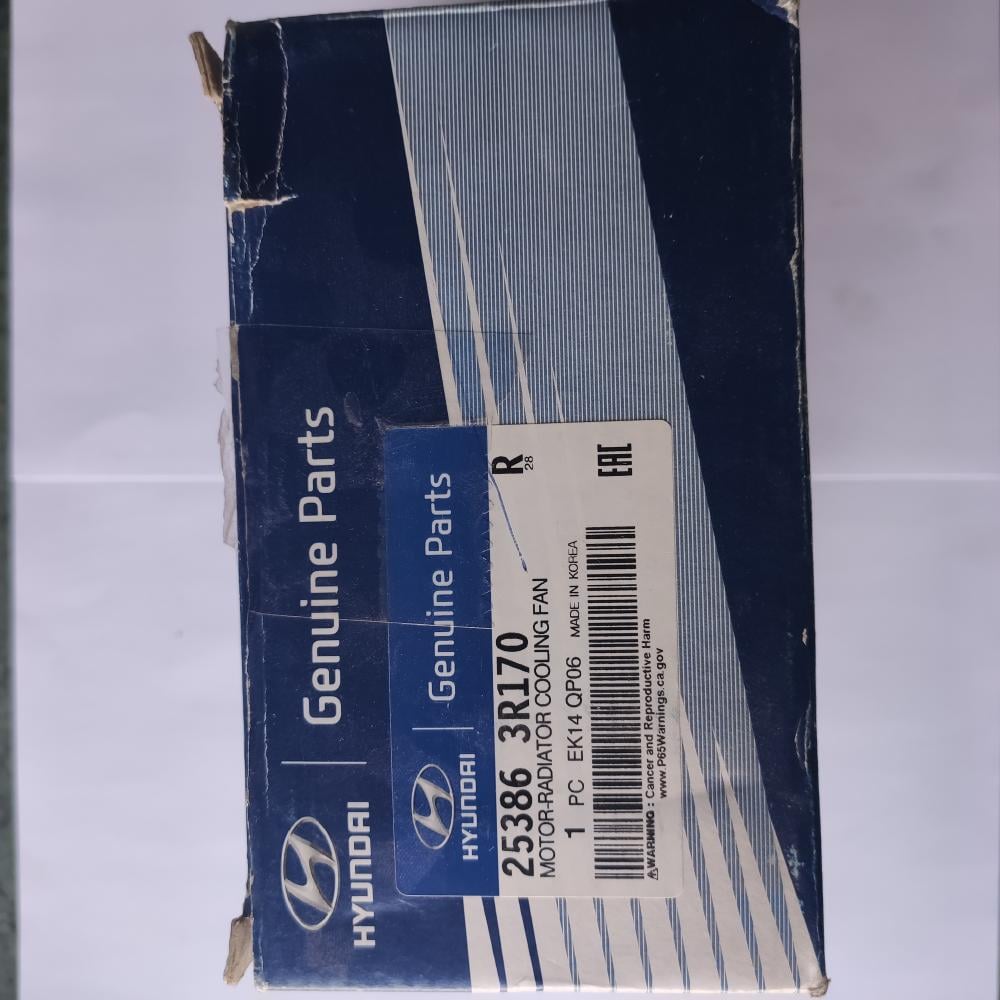 HYUNDAI | Genuine Parts
HYUNDAI | Genuine Parts
25386 3R170 R
28
MOTOR-RADIATOR COOLING FAN
1 PC EK14 QP06 MADE IN KOREA
EAC
⚠WARNING : Cancer and Reproductive Harm
www.P65Warnings.ca.gov